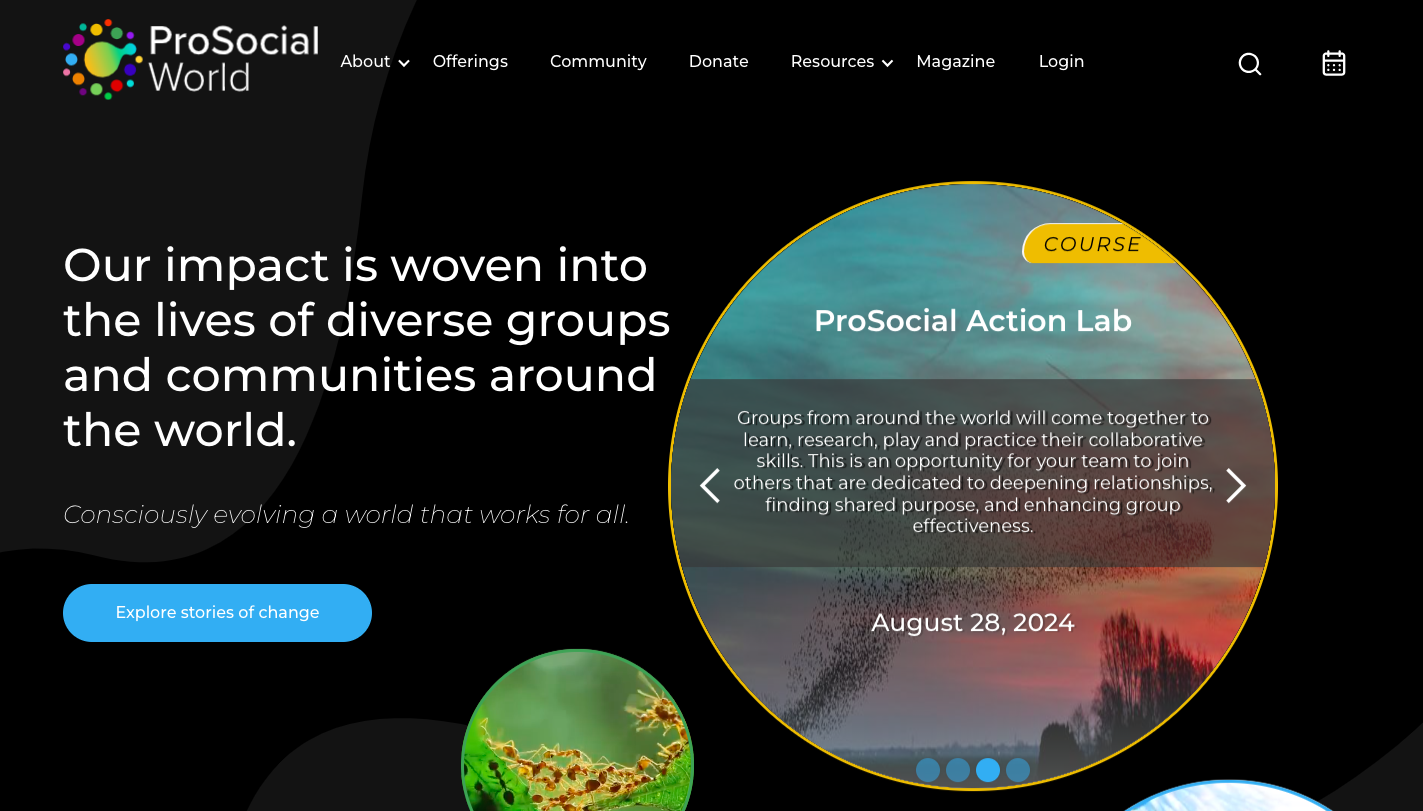 ProSocial
World
About
Offerings
Community
Donate
Resources
Magazine
Login
Our impact is woven into
the lives of diverse groups
and communities around
the world.
Consciously evolving a world that works for all.
Explore stories of change
COURSE
ProSocial Action Lab
Groups from around the world will come together to
learn, research, play and practice their collaborative
skills. This is an opportunity for your team to join
others that are dedicated to deepening relationships,
finding shared purpose, and enhancing group
effectiveness.
August 28, 2024